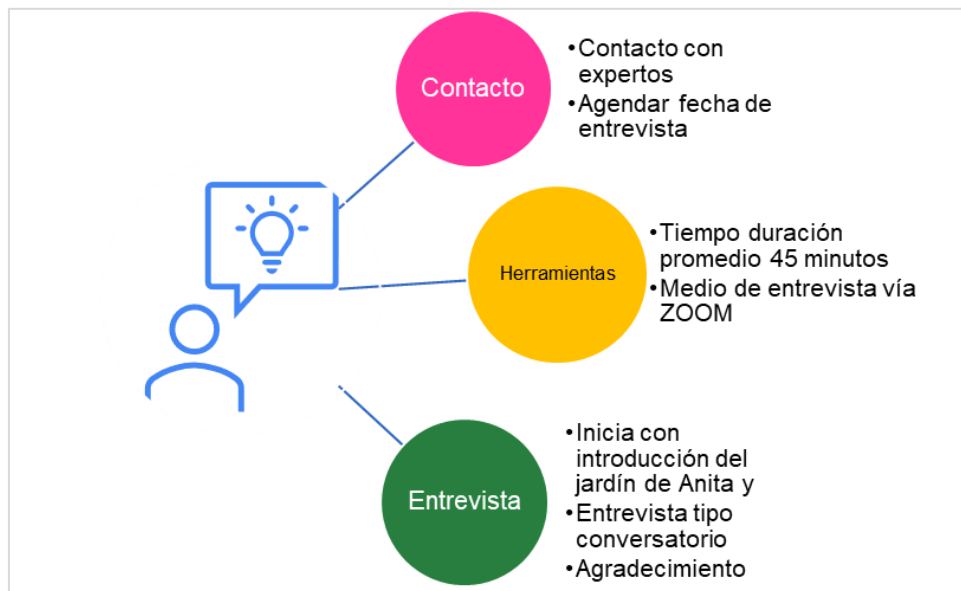 Contacto
•Contacto con
expertos
•Agendar fecha de
entrevista
Herramientas
•Tiempo duración
promedio 45 minutos
•Medio de entrevista vía
ZOOM
Entrevista
•Inicia con
introducción del
jardín de Anita y
•Entrevista tipo
conversatorio
•Agradecimiento